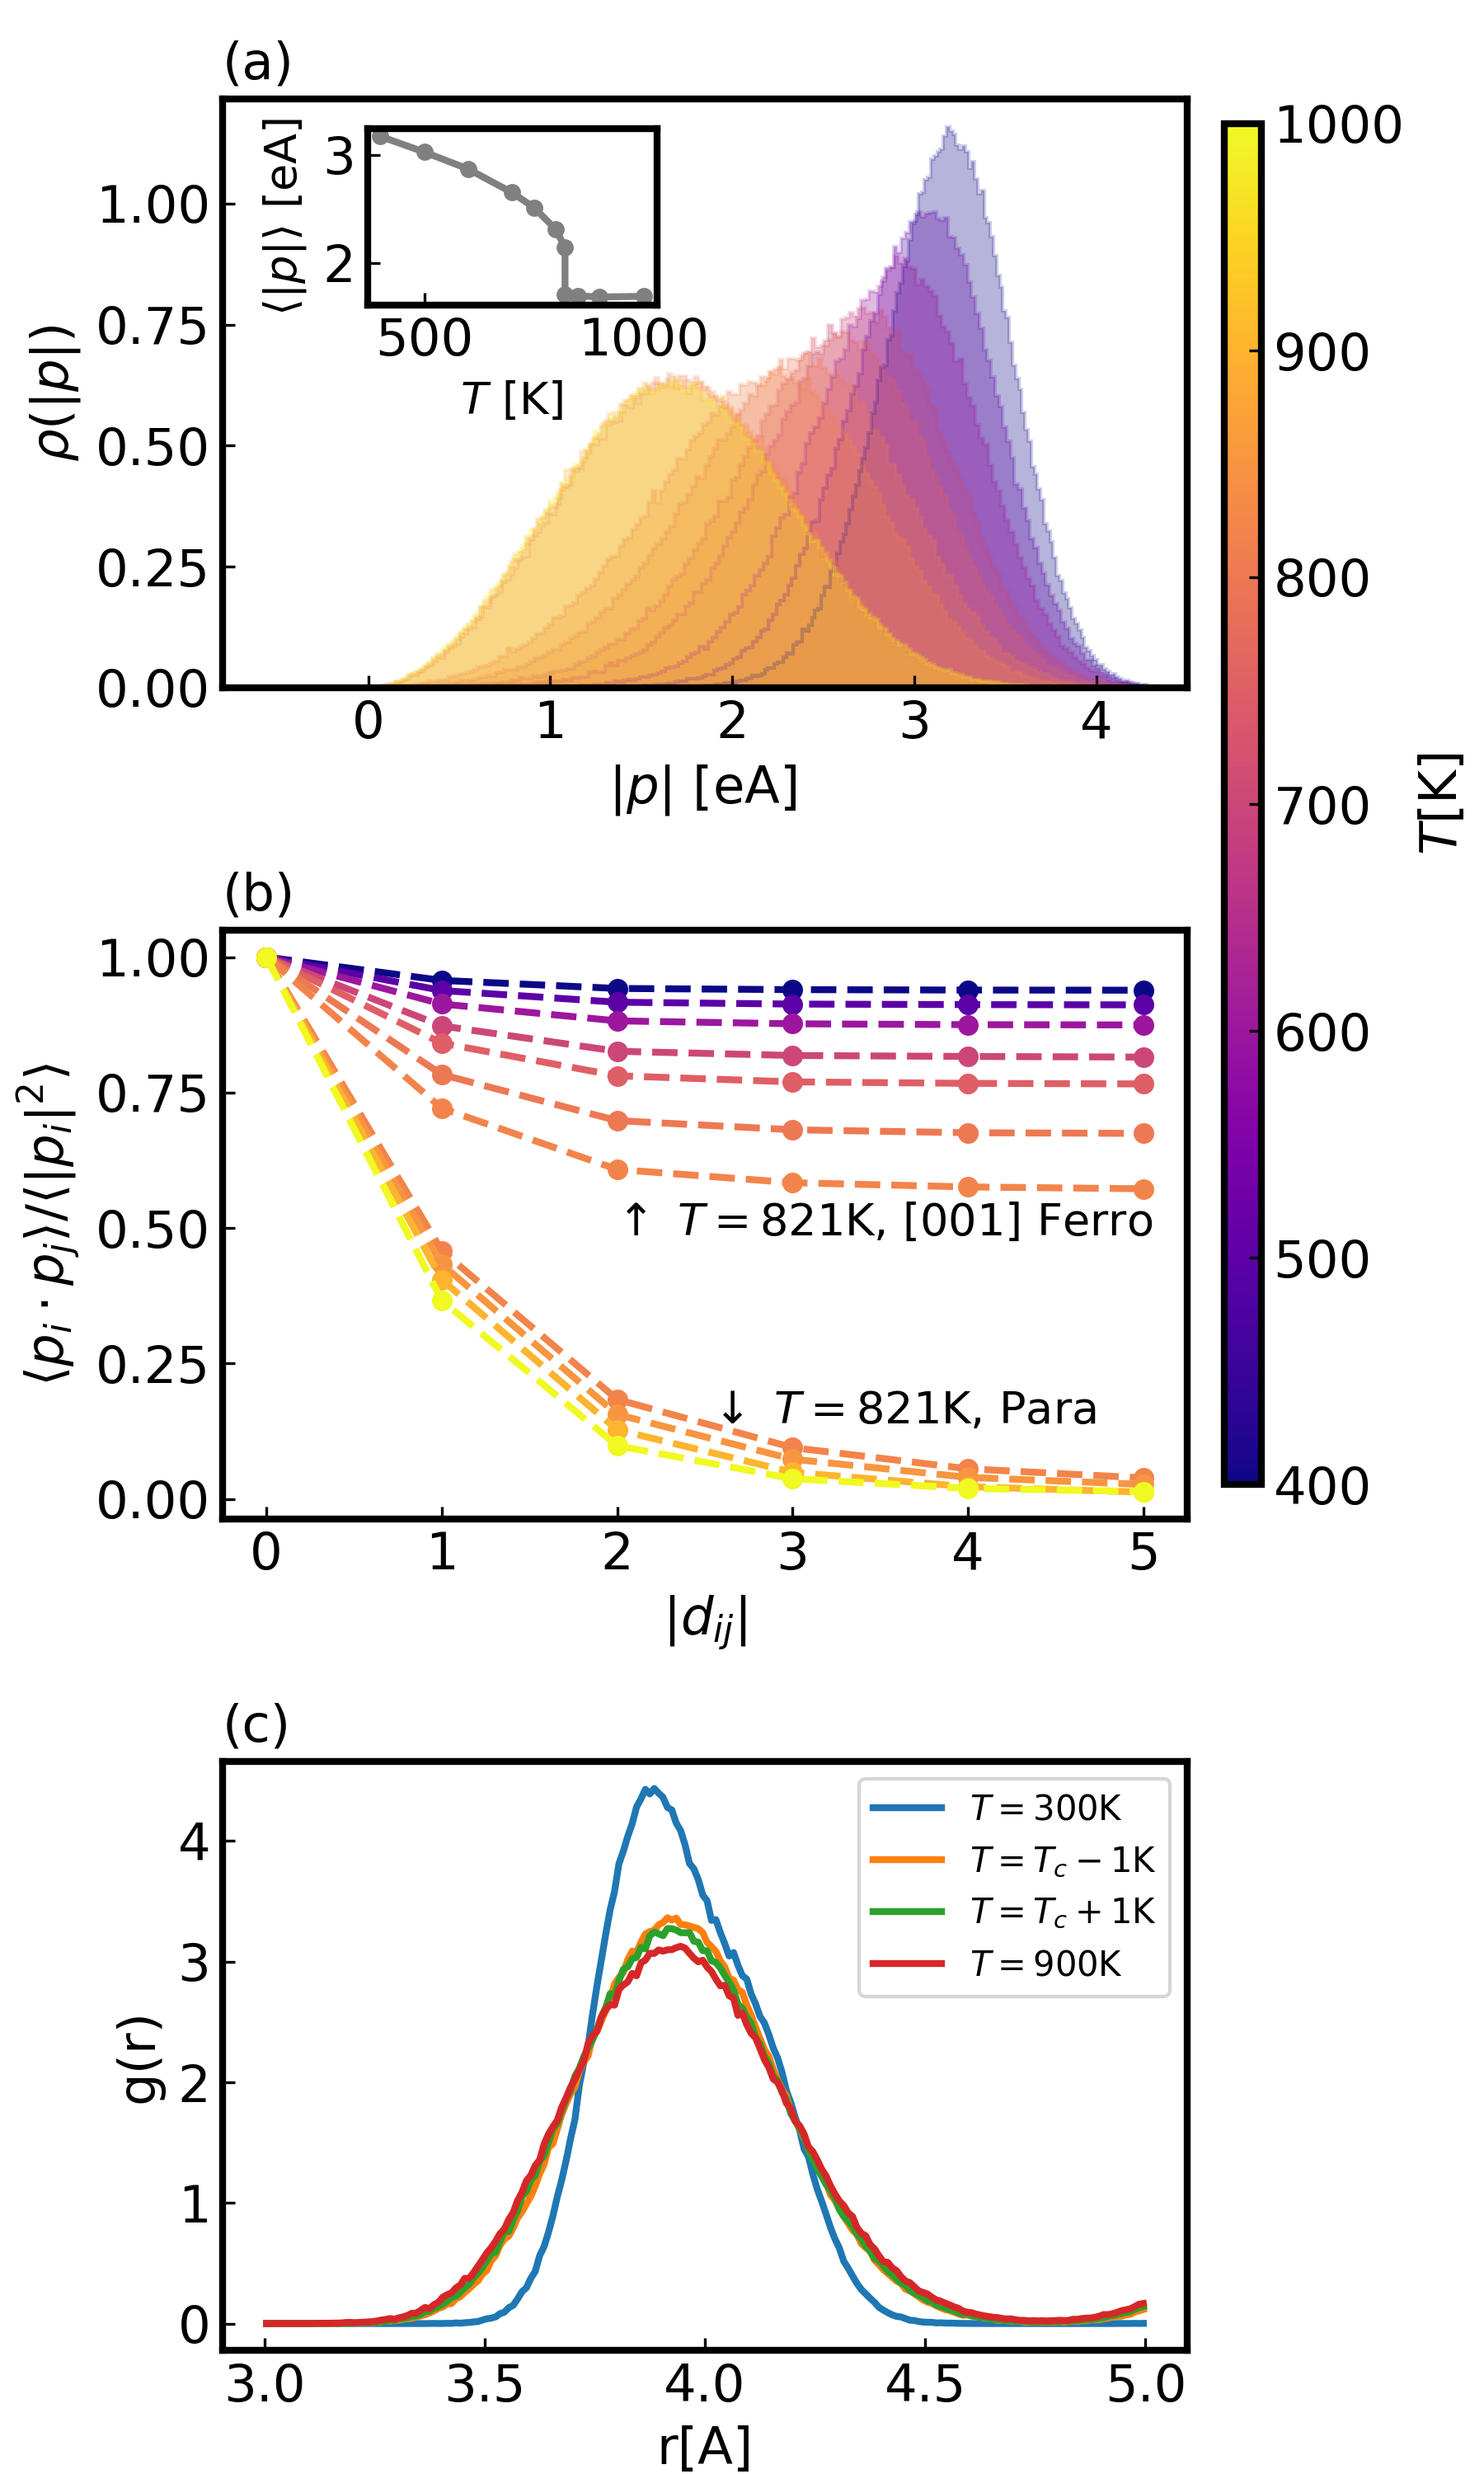 (a)
ρ(|p|)
1.00
0.75
0.50
0.25
0.00
0 1 2 3 4
|p| [eA]
⟨|p|⟩ [eA]
3
2
500 1000
T [K]
1000
900
800
700
600
500
400
T[K]
(b)
⟨p_i · p_j⟩/⟨|p_i|²⟩
1.00
0.75
0.50
0.25
0.00
↑ T = 821K, [001] Ferro
↓ T = 821K, Para
0 1 2 3 4 5
|d_ij|
(c)
g(r)
4
3
2
1
0
T = 300K
T = T_c − 1K
T = T_c + 1K
T = 900K
3.0 3.5 4.0 4.5 5.0
r[A]